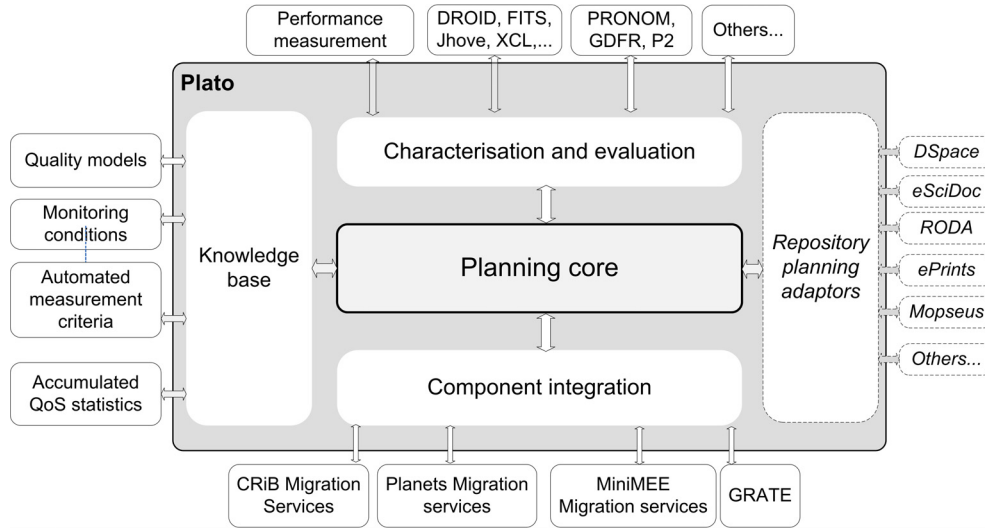 Performance
measurement
DROID, FITS,
Jhove, XCL,...
PRONOM,
GDFR, P2
Others...
Plato
Quality models
Monitoring
conditions
Automated
measurement
criteria
Accumulated
QoS statistics
Knowledge
base
Characterisation and evaluation
Planning core
Component integration
Repository
planning
adaptors
DSpace
eSciDoc
RODA
ePrints
Mopseus
Others...
CRiB Migration
Services
Planets Migration
services
MiniMEE
Migration services
GRATE